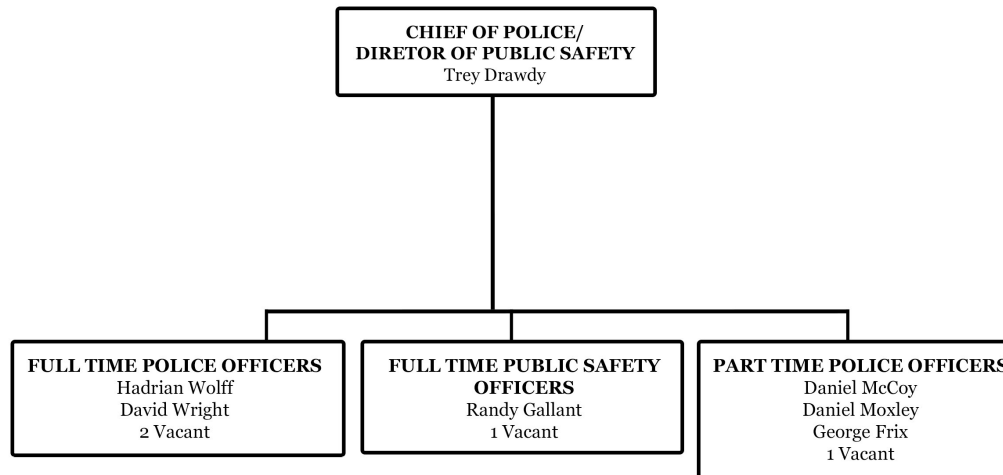 CHIEF OF POLICE/
DIRETOR OF PUBLIC SAFETY
Trey Drawdy
FULL TIME POLICE OFFICERS
Hadrian Wolff
David Wright
2 Vacant
FULL TIME PUBLIC SAFETY
OFFICERS
Randy Gallant
1 Vacant
PART TIME POLICE OFFICERS
Daniel McCoy
Daniel Moxley
George Frix
1 Vacant